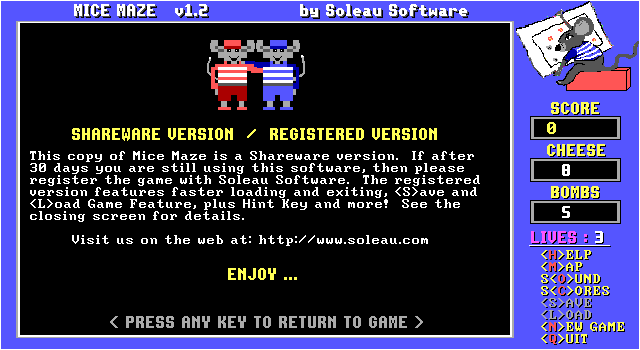 MICE MAZE v1.2 by Soleau Software
SHAREWARE VERSION / REGISTERED VERSION
This copy of Mice Maze is a Shareware version. If after
30 days you are still using this software, then please
register the game with Soleau Software. The registered
version features faster loading and exiting, <S>ave and
<L>oad Game Feature, plus Hint Key and more! See the
closing screen for details.
Visit us on the web at: http://www.soleau.com
ENJOY ...
< PRESS ANY KEY TO RETURN TO GAME >
SCORE
0
CHEESE
8
BOMBS
5
LIVES: 3
<H>ELP
<M>AP
S<O>UND
S<C>ORES
<S>AVE
<L>OAD
<N>EW GAME
<Q>UIT